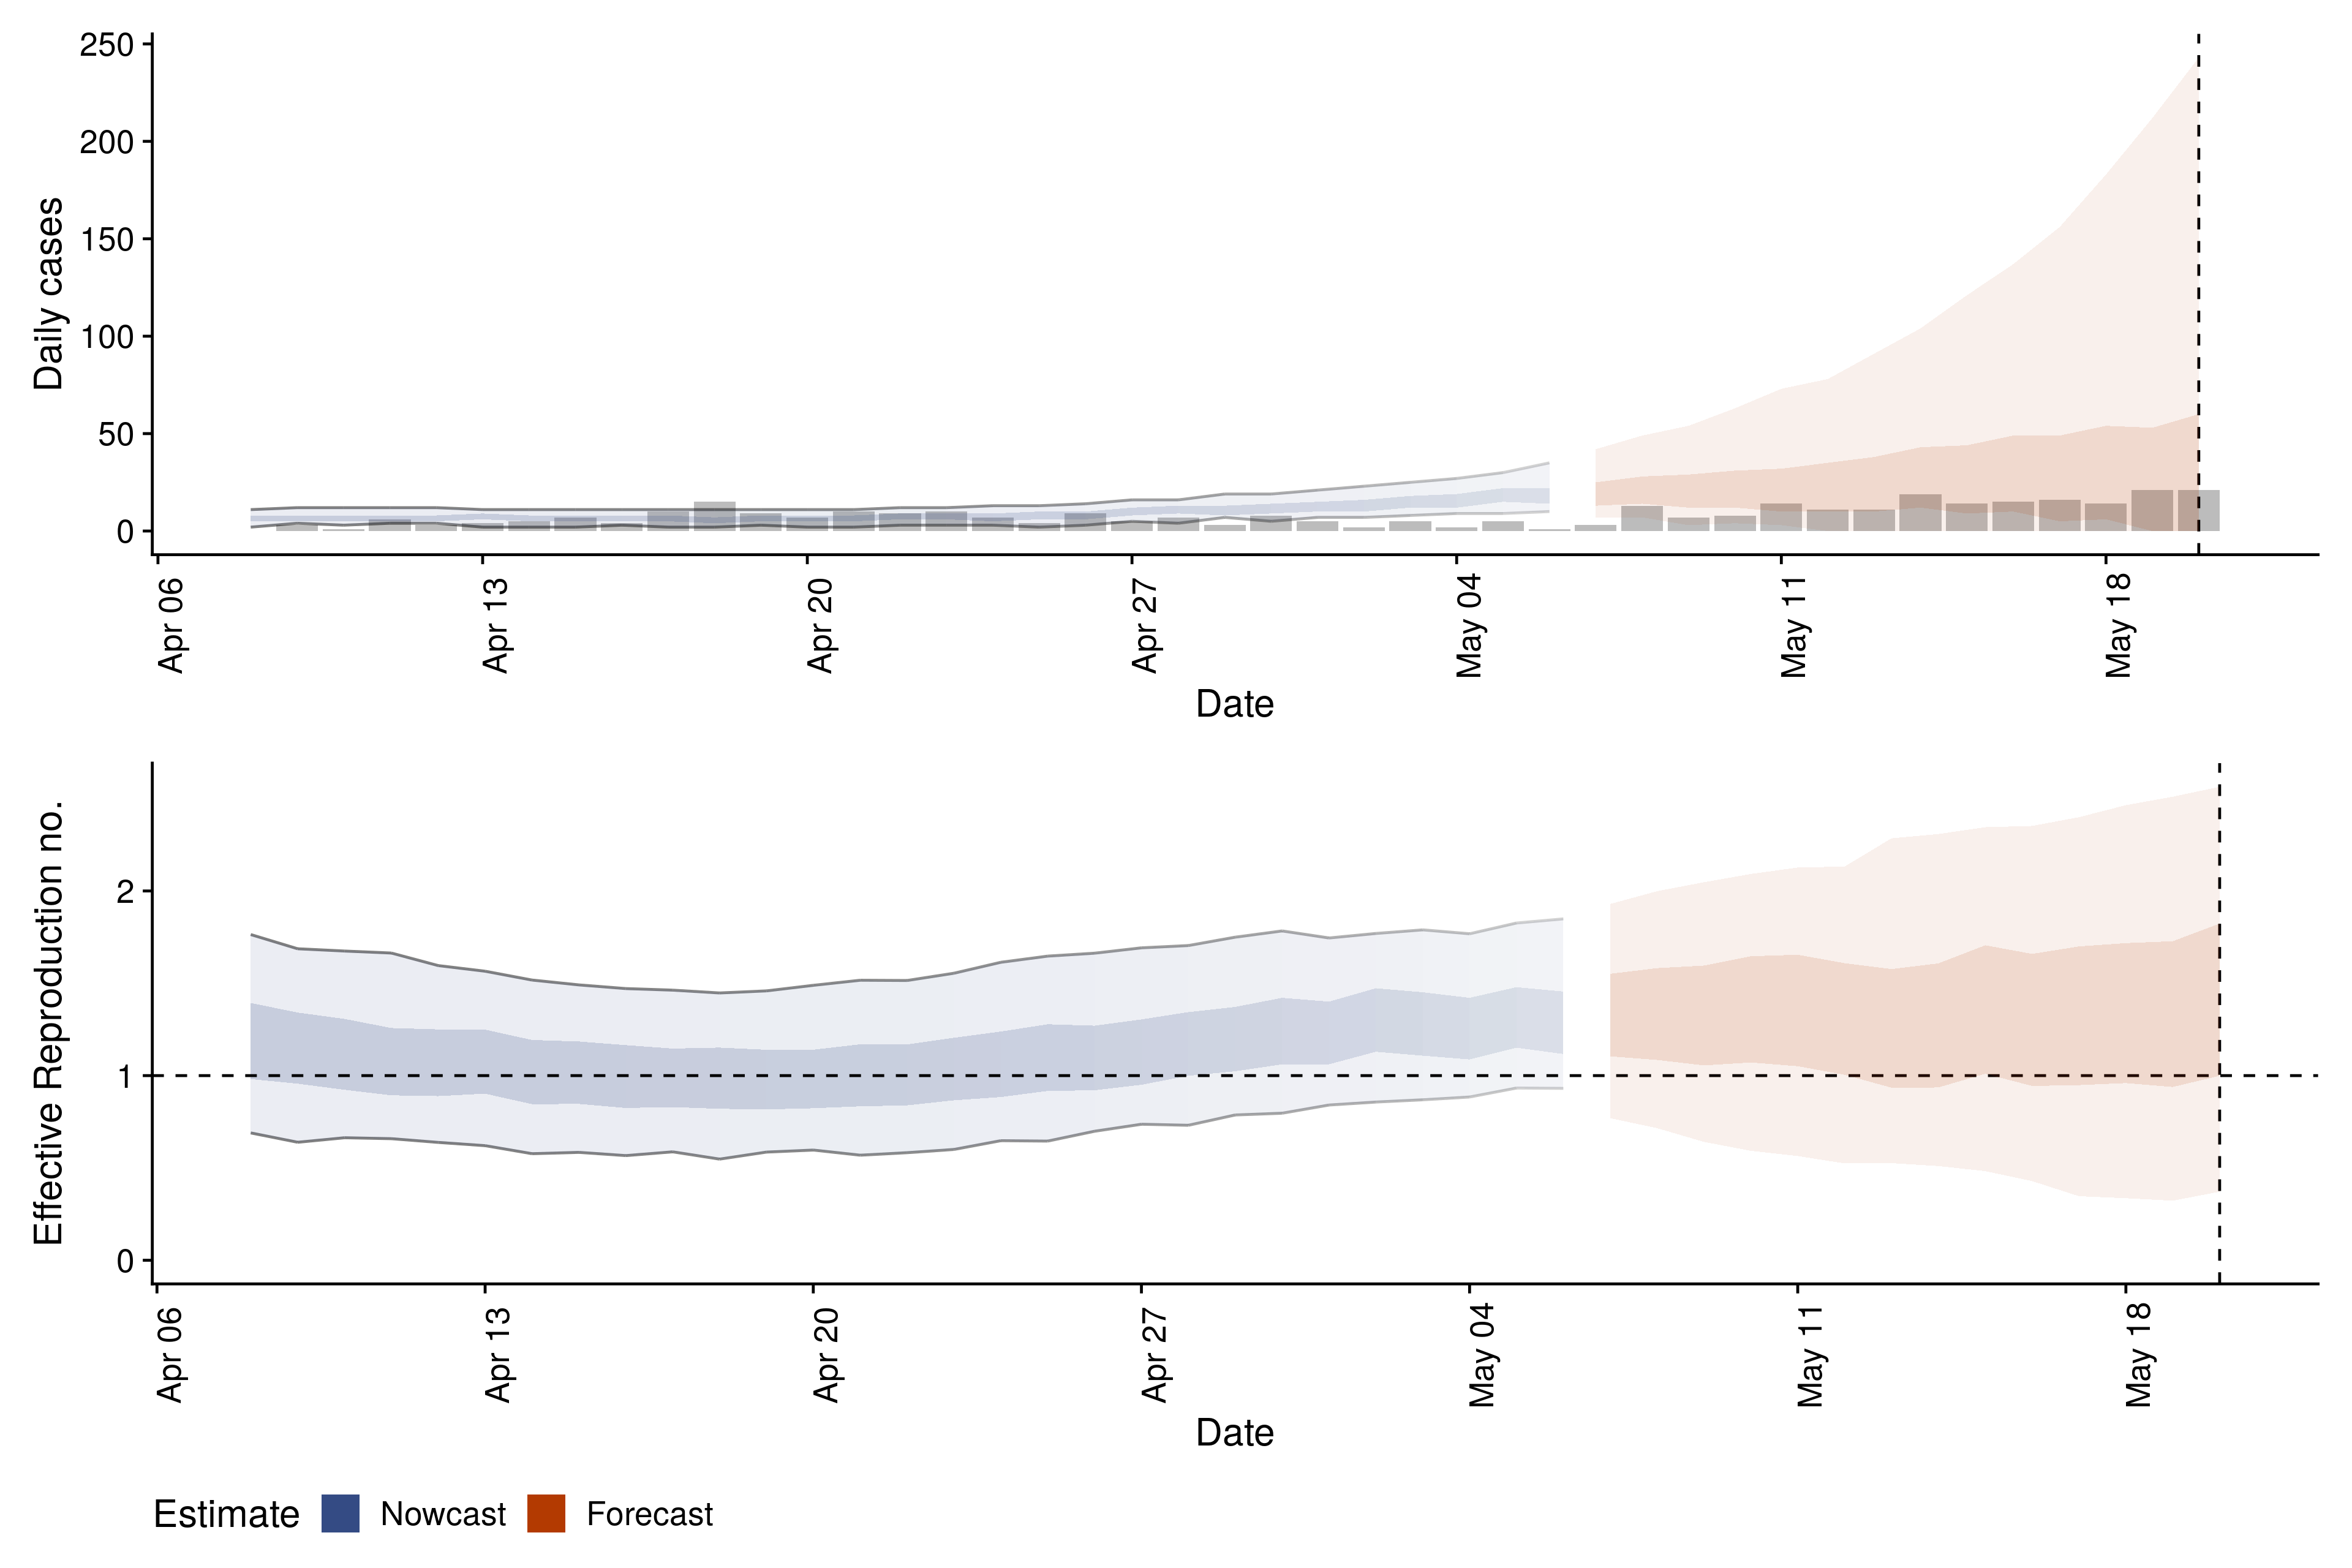 250
200
150
100
50
0
Daily cases
Apr 06
Apr 13
Apr 20
Apr 27
May 04
May 11
May 18
Date
2
1
0
Effective Reproduction no.
Apr 06
Apr 13
Apr 20
Apr 27
May 04
May 11
May 18
Date
Estimate Nowcast Forecast